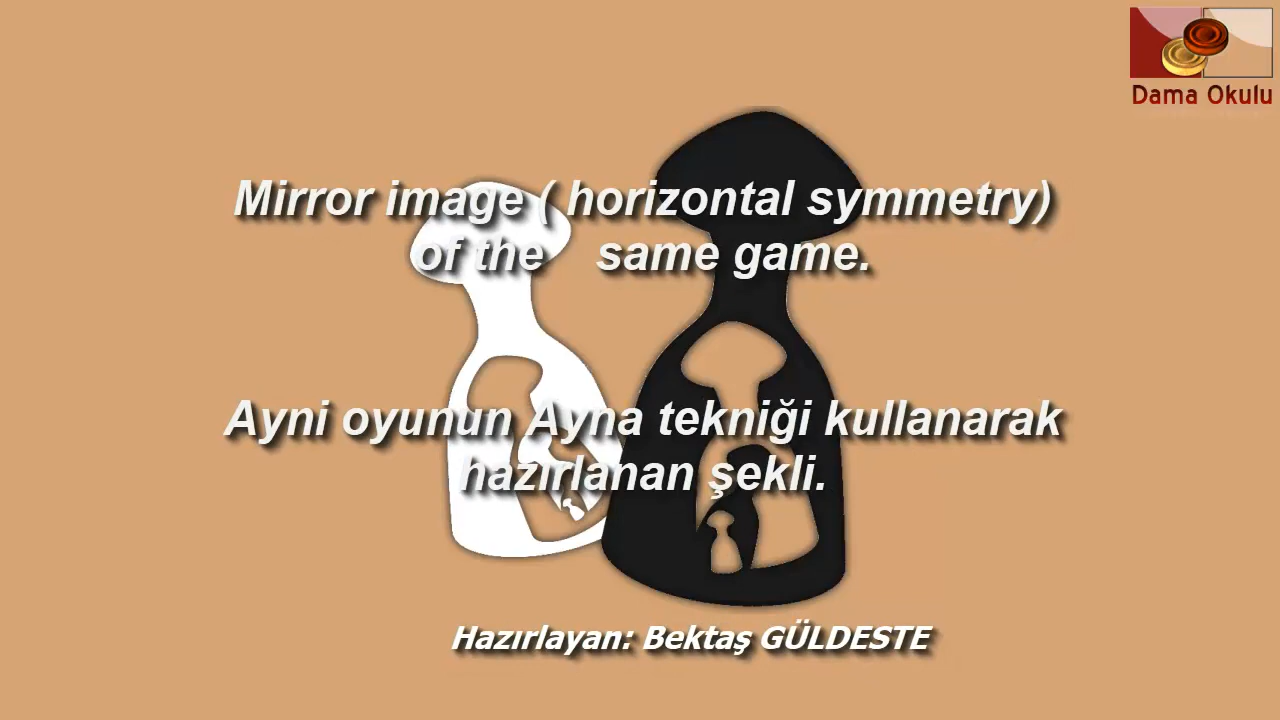 Dama Okulu
Mirror image ( horizontal symmetry)
of the same game.
Ayni oyunun Ayna tekniği kullanarak
hazırlanan şekli.
Hazırlayan: Bektaş GÜLDESTE